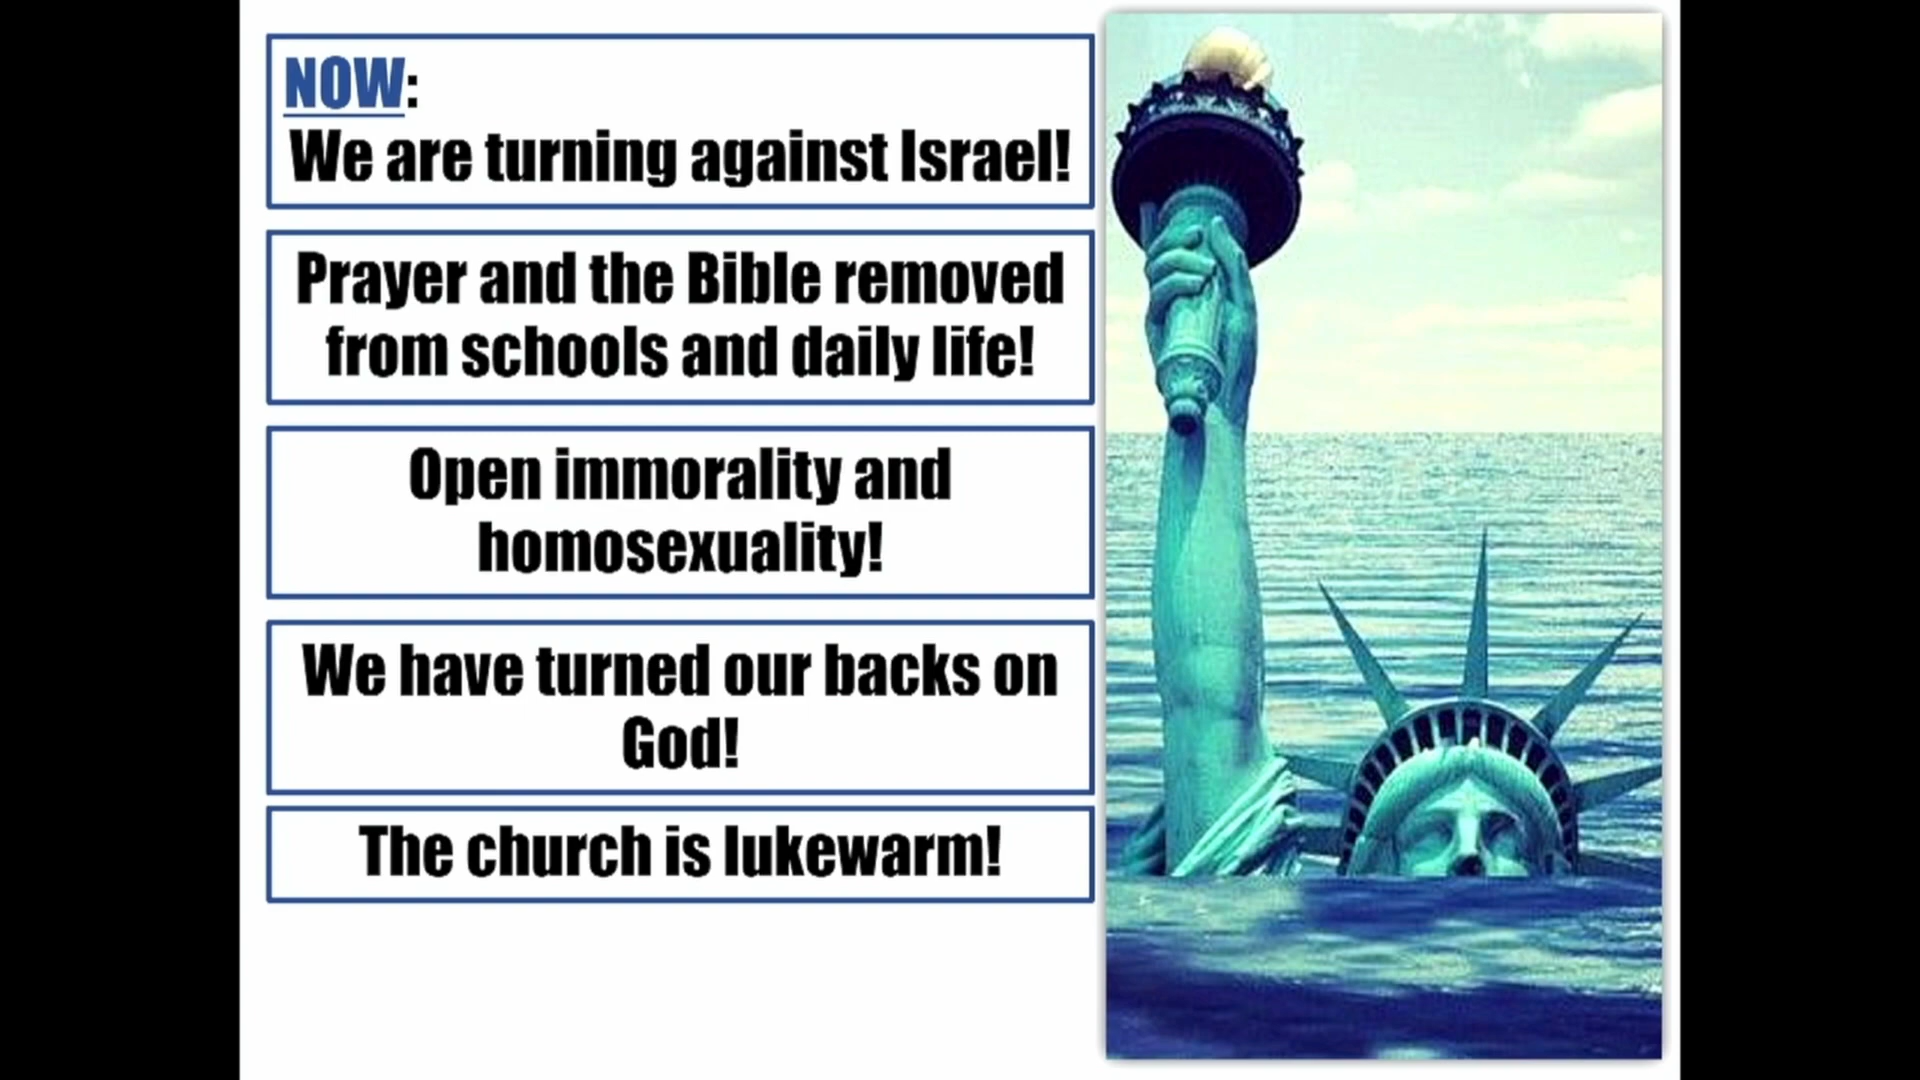 NOW:
We are turning against Israel!
Prayer and the Bible removed
from schools and daily life!
Open immorality and
homosexuality!
We have turned our backs on
God!
The church is lukewarm!